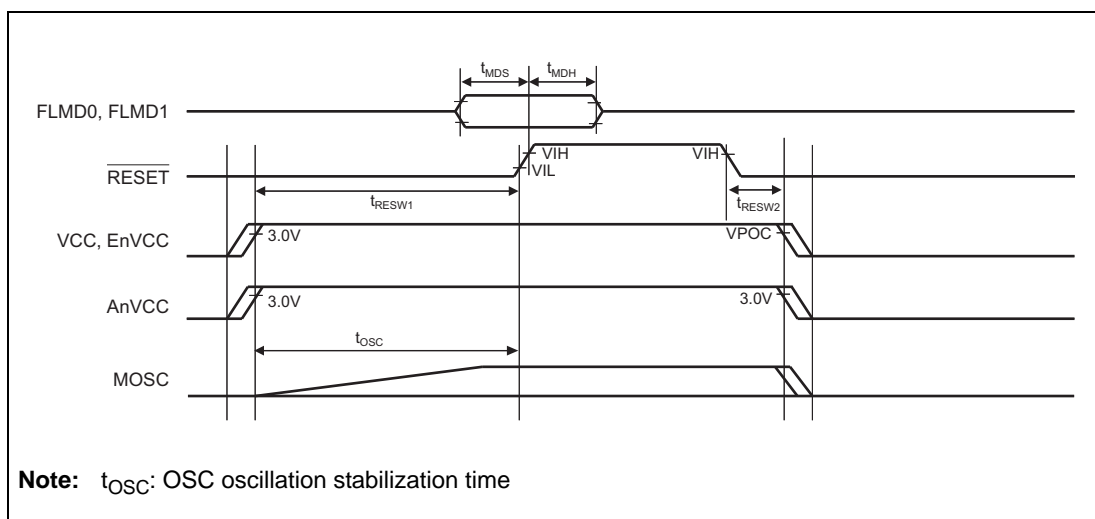 tMDS tMDH
FLMD0, FLMD1
VIH VIH
RESET VIL
tRESW1 tRESW2
VCC, EnVCC 3.0V VPOC
AnVCC 3.0V 3.0V
tOSC
MOSC
Note: tOSC: OSC oscillation stabilization time